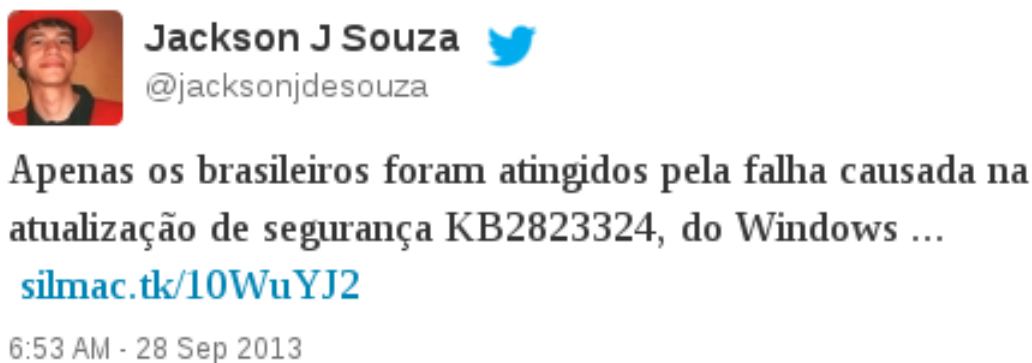 Jackson J Souza
@jacksonjdesouza
Apenas os brasileiros foram atingidos pela falha causada na
atualização de segurança KB2823324, do Windows ...
silmac.tk/10WuYJ2
6:53 AM - 28 Sep 2013